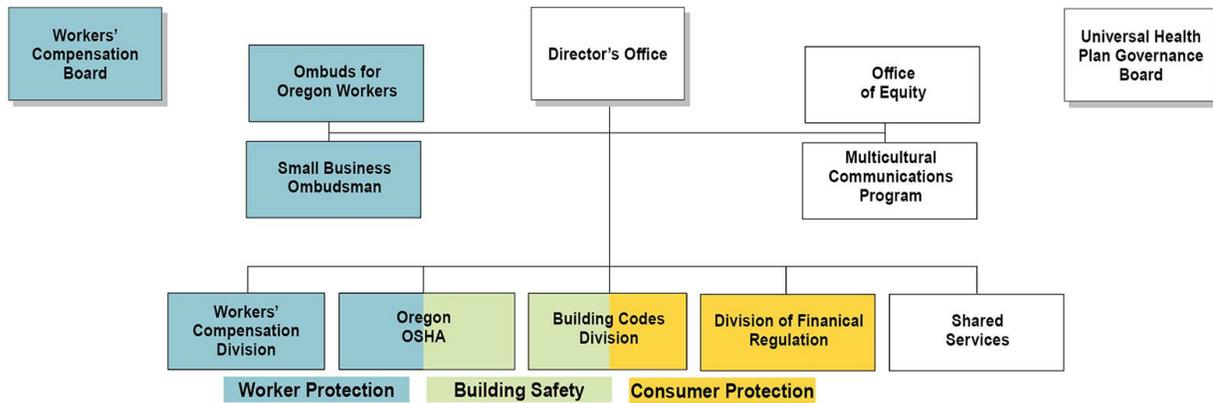 Workers'
Compensation
Board
Director's Office
Universal Health
Plan Governance
Board
Ombuds for
Oregon Workers
Office
of Equity
Small Business
Ombudsman
Multicultural
Communications
Program
Workers'
Compensation
Division
Oregon
OSHA
Building Codes
Division
Division of Finanical
Regulation
Shared
Services
Worker Protection
Building Safety
Consumer Protection